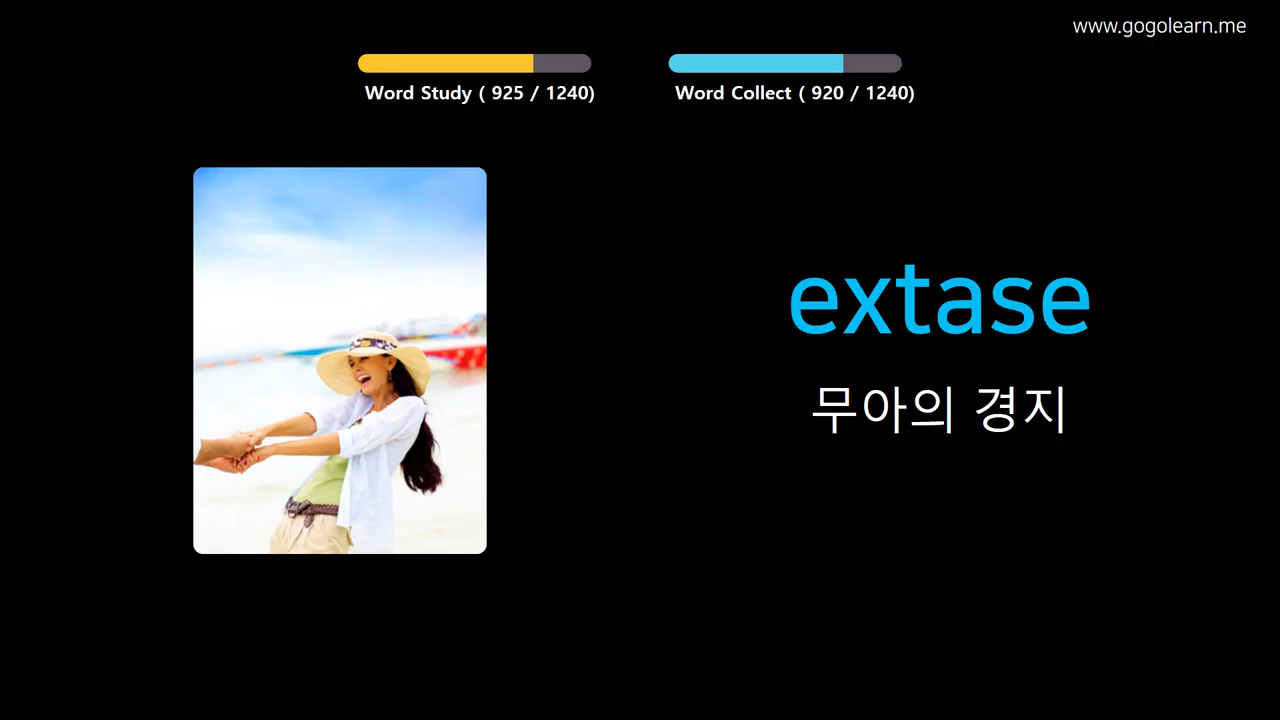 www.gogolearn.me
Word Study ( 925 / 1240)
Word Collect ( 920 / 1240)
extase
무아의 경지